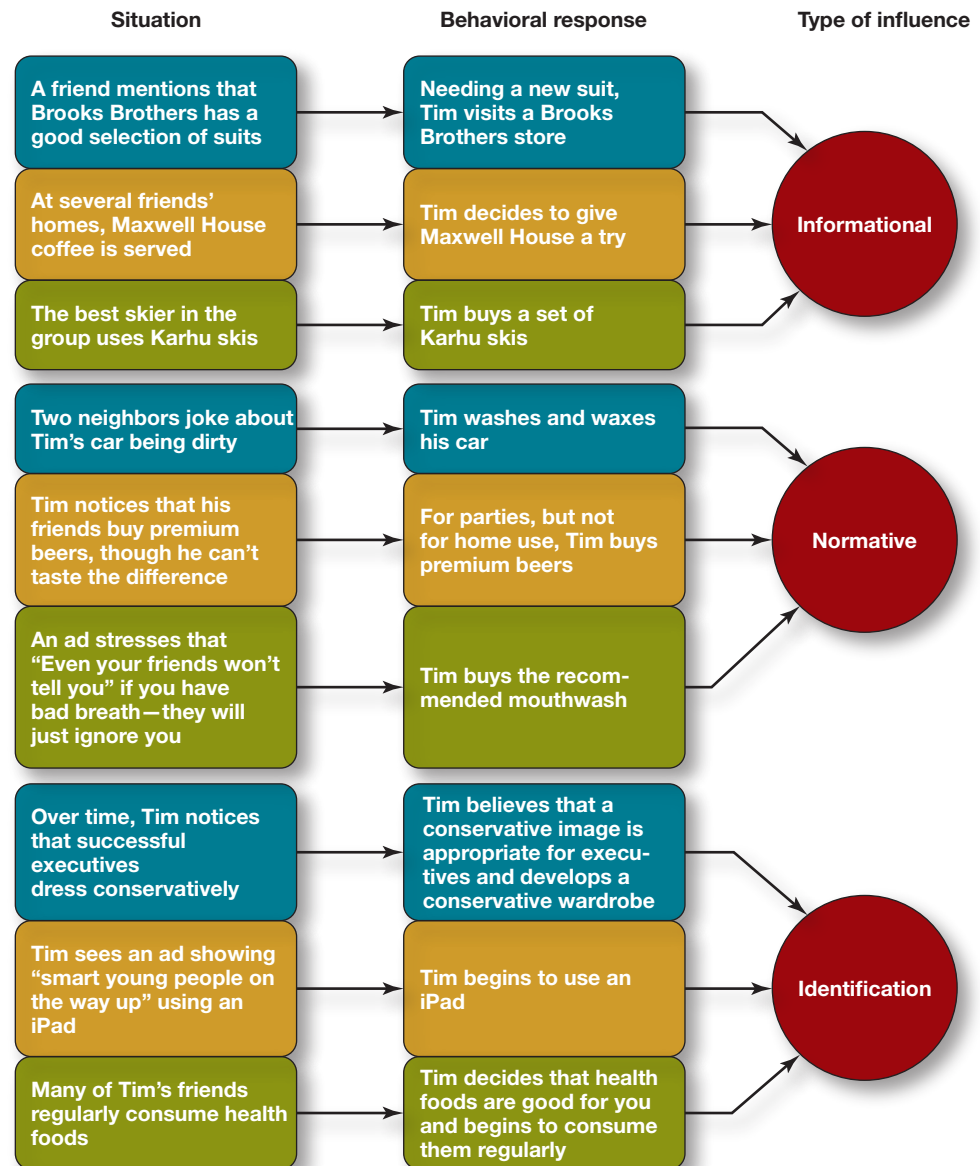 Situation
Behavioral response
Type of influence
A friend mentions that
Brooks Brothers has a
good selection of suits
Needing a new suit,
Tim visits a Brooks
Brothers store
At several friends’
homes, Maxwell House
coffee is served
Tim decides to give
Maxwell House a try
Informational
The best skier in the
group uses Karhu skis
Tim buys a set of
Karhu skis
Two neighbors joke about
Tim’s car being dirty
Tim washes and waxes
his car
Tim notices that his
friends buy premium
beers, though he can’t
taste the difference
For parties, but not
for home use, Tim buys
premium beers
Normative
An ad stresses that
“Even your friends won’t
tell you” if you have
bad breath—they will
just ignore you
Tim buys the recom-
mended mouthwash
Over time, Tim notices
that successful
executives
dress conservatively
Tim believes that a
conservative image is
appropriate for execu-
tives and develops a
conservative wardrobe
Tim sees an ad showing
“smart young people on
the way up” using an
iPad
Tim begins to use an
iPad
Identification
Many of Tim’s friends
regularly consume health
foods
Tim decides that health
foods are good for you
and begins to consume
them regularly